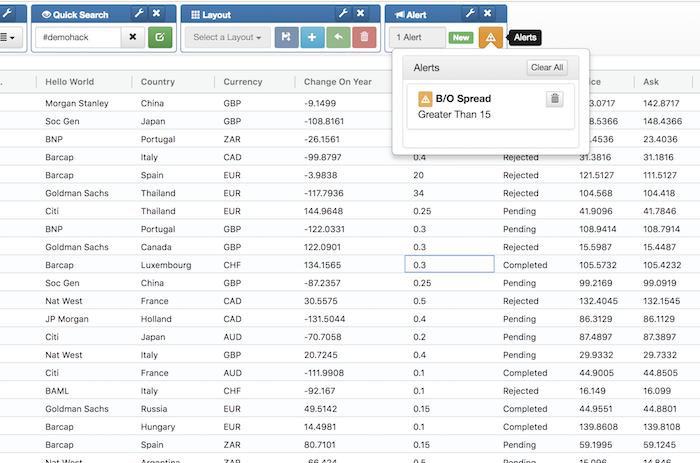 Quick Search
Layout
Alert
#demohack
Select a Layout
1 Alert
New
Alerts
Alerts
Clear All
B/O Spread
Greater Than 15
Hello World Country Currency Change On Year Ask
Morgan Stanley China GBP -9.1499 142.8717
Soc Gen Japan GBP -108.8161 148.4366
BNP Portugal ZAR -26.1561 23.4036
Barcap Italy CAD -99.8797 0.4 Rejected 31.3816 31.1816
Barcap Spain EUR -3.9838 20 Rejected 121.5127 111.5127
Goldman Sachs Thailand EUR -117.7936 34 Rejected 104.568 104.418
Citi Thailand EUR 144.9648 0.25 Pending 41.9096 41.7846
BNP Portugal GBP -122.0331 0.3 Pending 108.9414 108.7914
Goldman Sachs Canada GBP 122.0901 0.3 Rejected 15.5987 15.4487
Barcap Luxembourg CHF 134.1565 0.3 Completed 105.5732 105.4232
Soc Gen China GBP -87.2357 0.25 Pending 99.2169 99.0919
Nat West France CAD 30.5575 0.5 Rejected 132.4045 132.1545
JP Morgan Holland CAD -131.5044 0.4 Pending 86.3129 86.1129
Citi Japan AUD -70.7058 0.2 Pending 87.4897 87.3897
Nat West Italy GBP 20.7245 0.4 Pending 29.9332 29.7332
Citi France AUD -111.9908 0.1 Completed 44.9005 44.8505
BAML Italy CHF -92.167 0.1 Rejected 16.149 16.099
Goldman Sachs Russia EUR 49.5142 0.15 Completed 44.9551 44.8801
Barcap Hungary EUR 14.4981 0.1 Completed 139.8608 139.8108
Barcap Spain ZAR 80.7101 0.15 Pending 59.1995 59.1245
Nat West Argentina ZAR